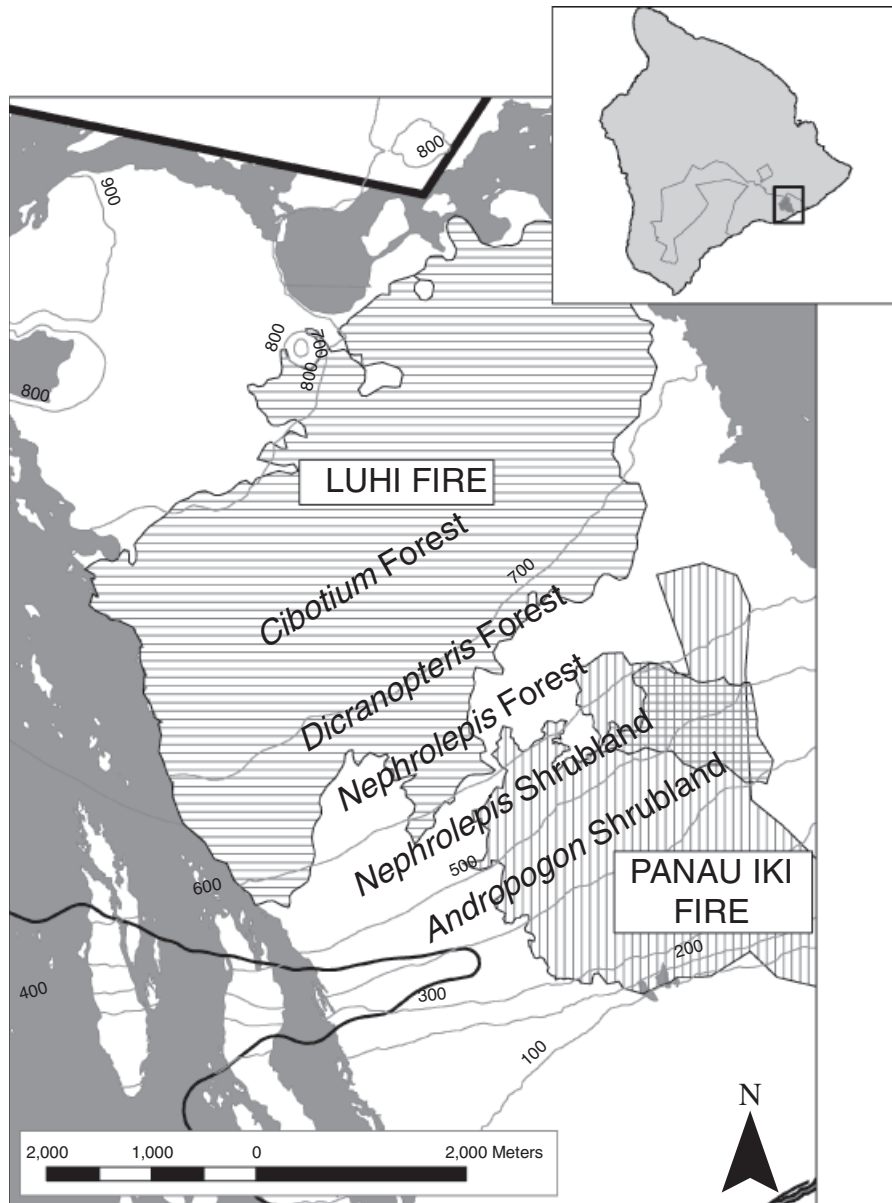 800
900
800
700
800
800
LUHI FIRE
Cibotium Forest
700
Dicranopteris Forest
Nephrolepis Forest
Nephrolepis Shrubland
Andropogon Shrubland
500
600
PANAU IKI
FIRE
200
400
300
100
N
2,000 1,000 0 2,000 Meters